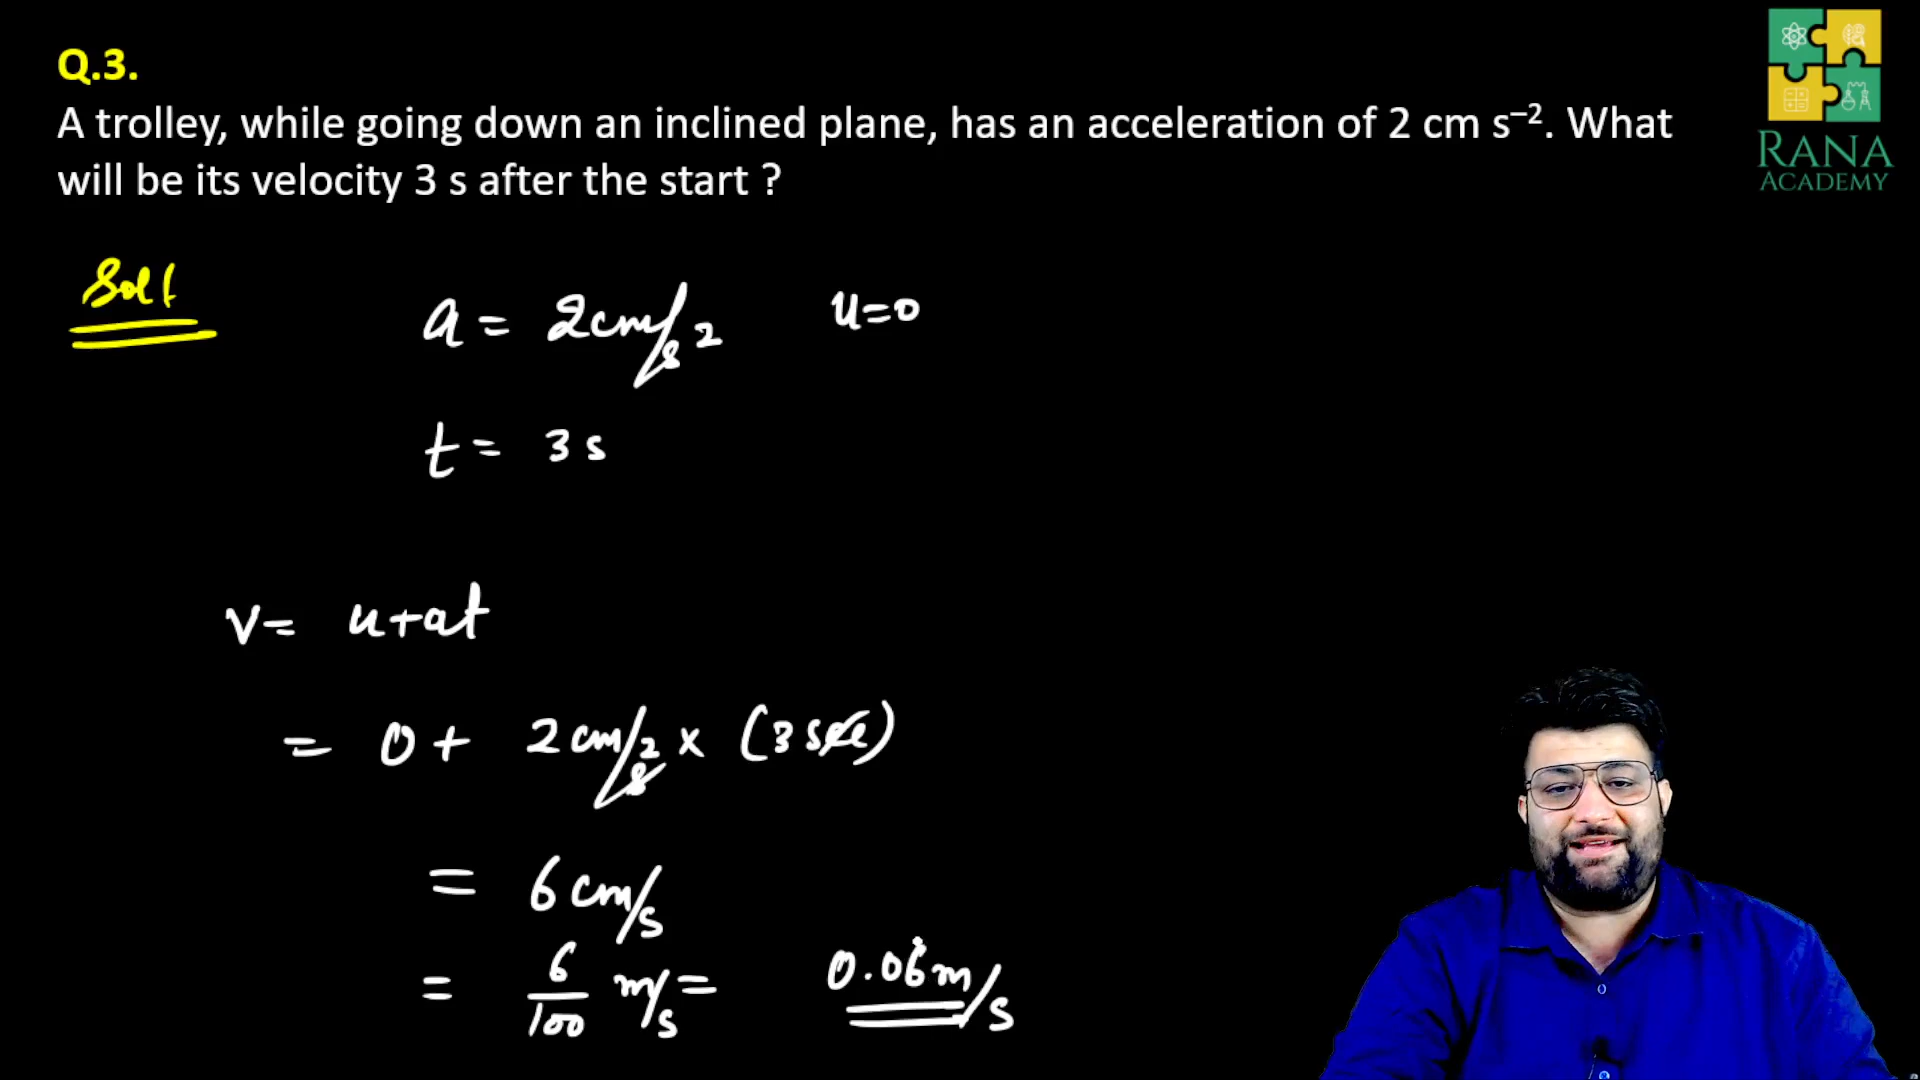 Q.3.
A trolley, while going down an inclined plane, has an acceleration of 2 cm s⁻². What
will be its velocity 3 s after the start ?
RANA
ACADEMY
a = 2cm/s² u=0
t = 3 s
v= u+at
= 0 + 2cm/s² x (3 sec)
= 6 cm/s
= 6/100 m/s = 0.06m/s